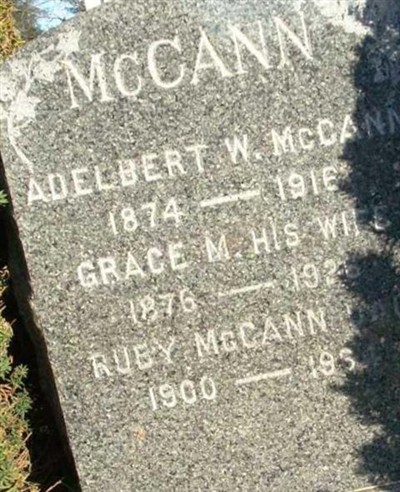 McCANN
ADELBERT W. McCANN
1874 — 1916
GRACE M. HIS WIFE
1876 —
RUBY McCANN
1900 —